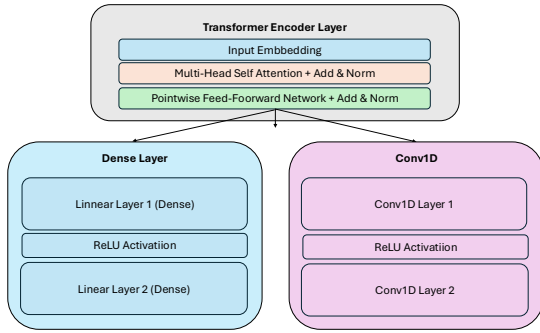 Transformer Encoder Layer
Input Embbedding
Multi-Head Self Attention + Add & Norm
Pointwise Feed-Foorward Network + Add & Norm
Dense Layer
Linnear Layer 1 (Dense)
ReLU Activatiion
Linear Layer 2 (Dense)
Conv1D
Conv1D Layer 1
ReLU Activatiion
Conv1D Layer 2